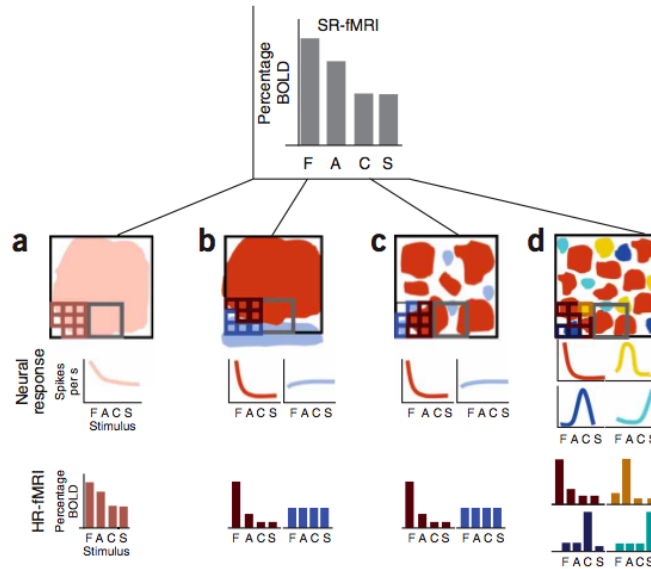 SR-fMRI
Percentage
BOLD
F A C S
a b c d
Neural
response
Spikes
per s
F A C S
Stimulus
F A C S F A C S
F A C S F A C S
F A C S F A C S
HR-fMRI
Percentage
BOLD
F A C S
Stimulus
F A C S F A C S
F A C S F A C S
F A C S F A C S